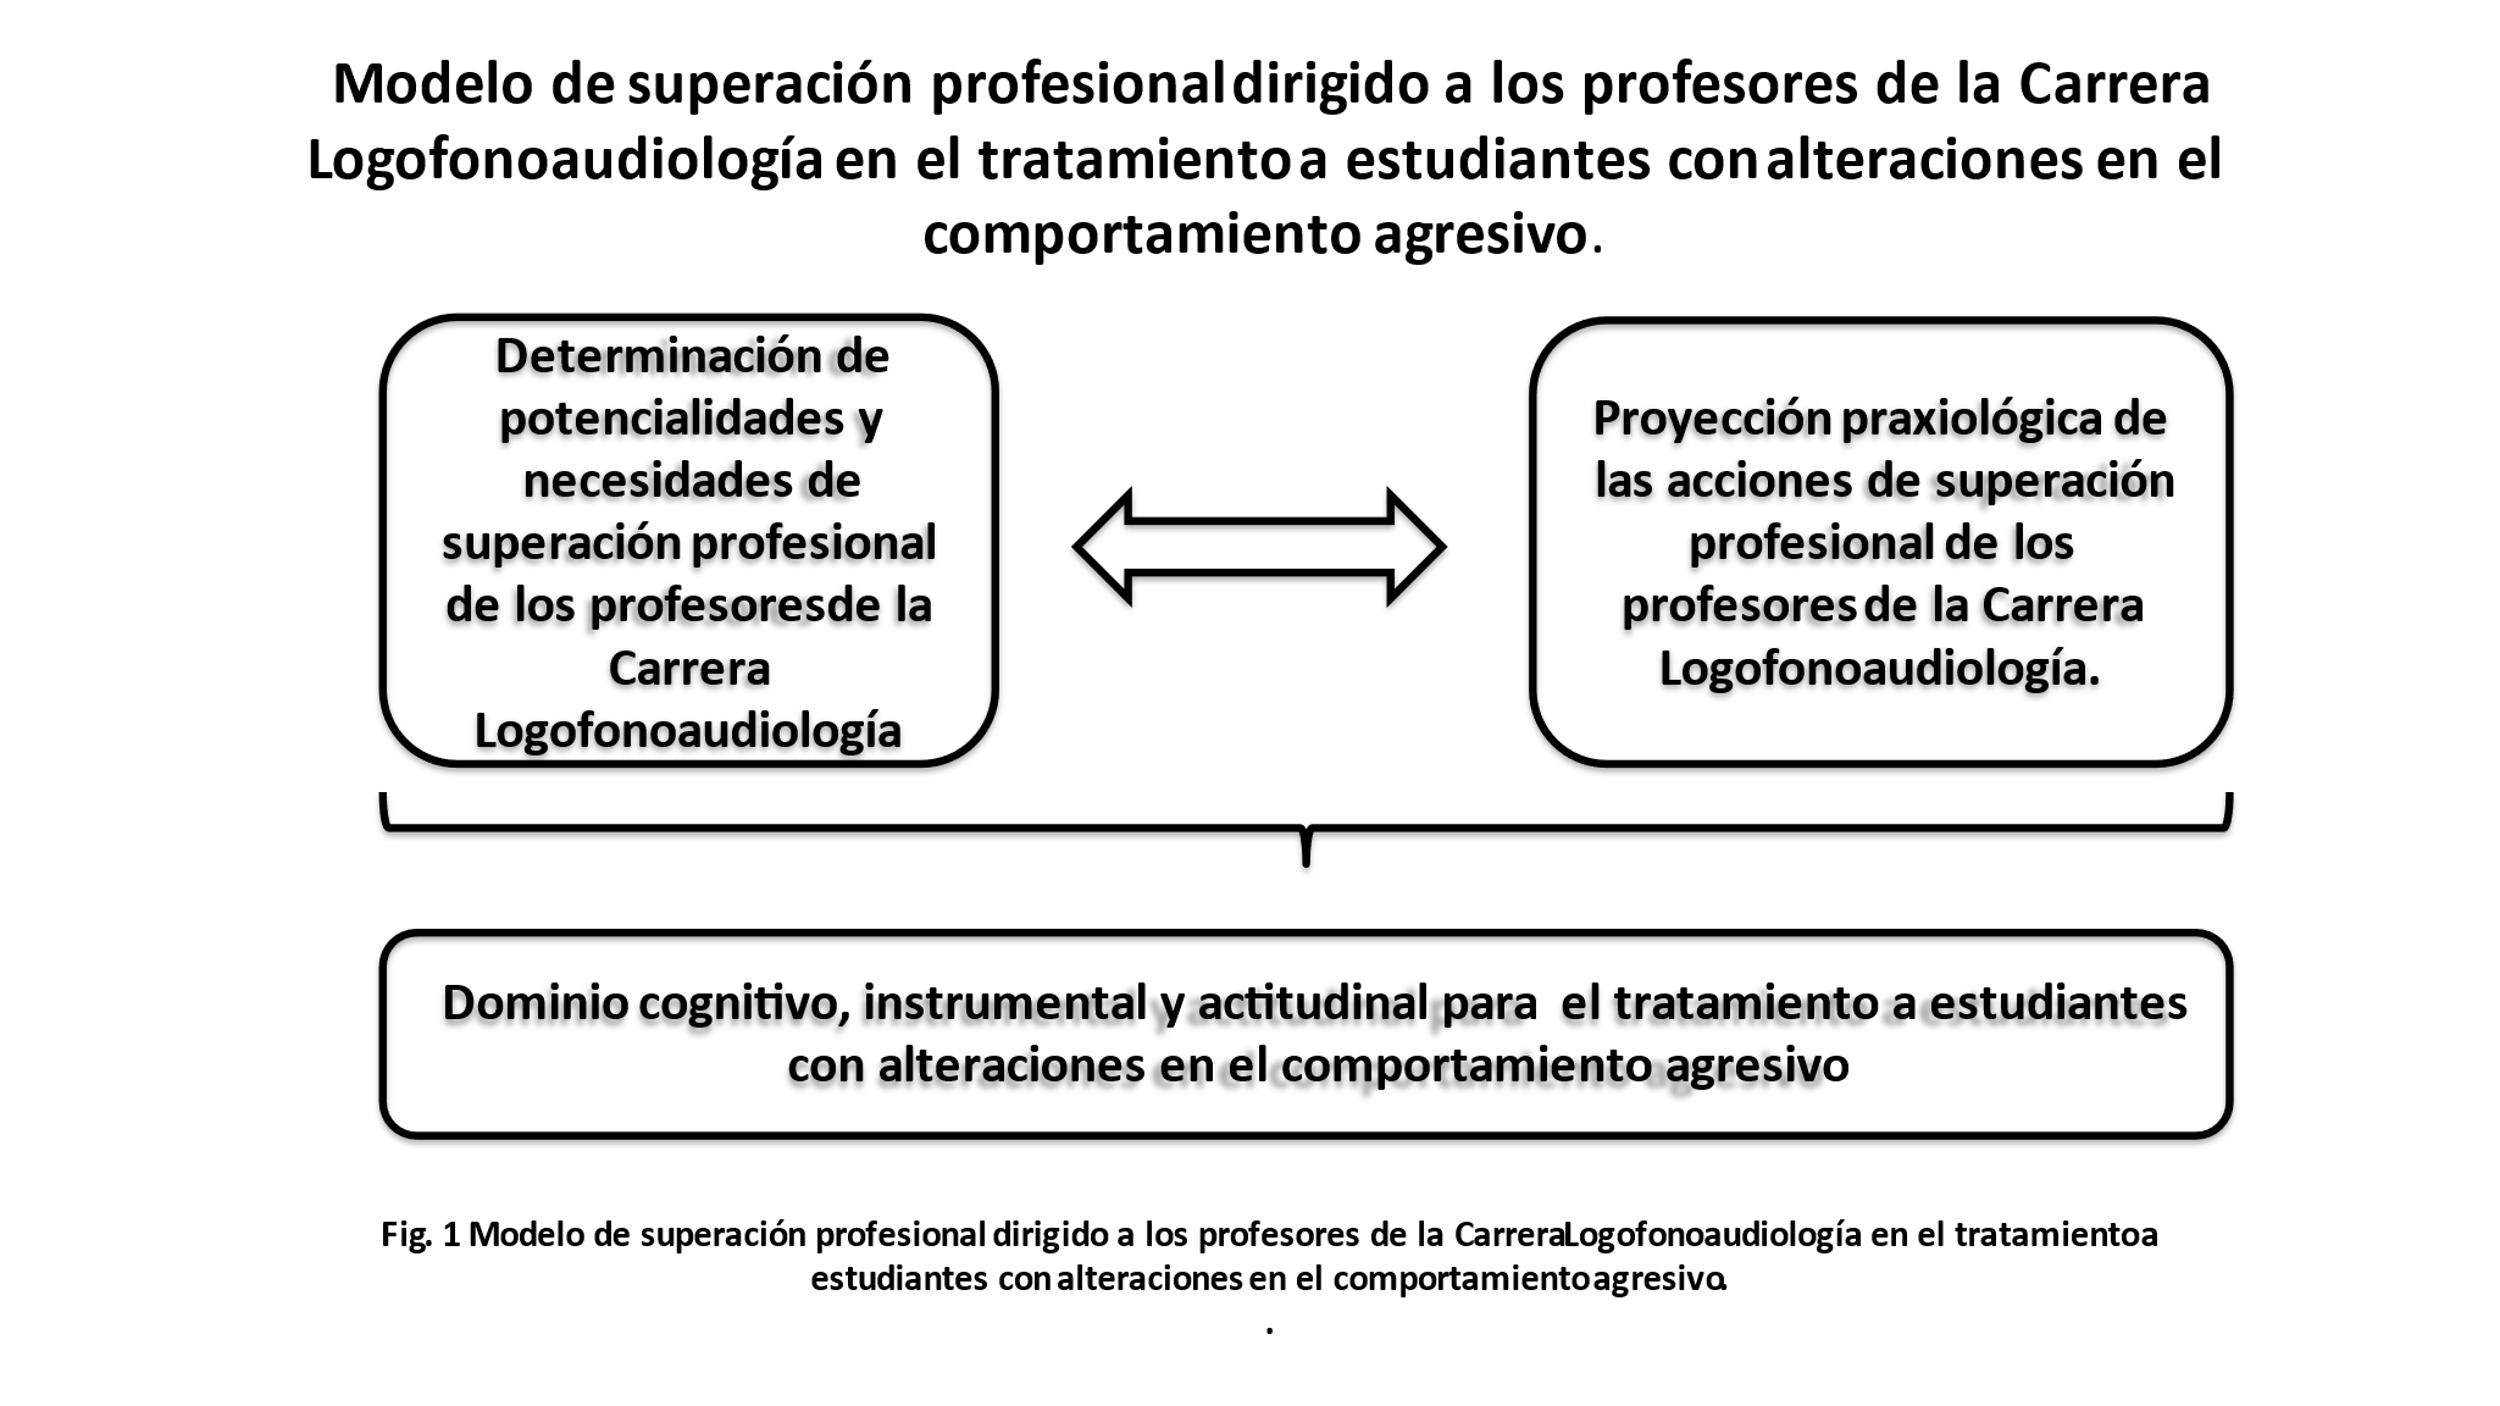 Modelo de superación profesional dirigido a los profesores de la Carrera
Logofonoaudiología en el tratamiento a estudiantes con alteraciones en el
comportamiento agresivo.
Determinación de
potencialidades y
necesidades de
superación profesional
de los profesoresde la
Carrera
Logofonoaudiología
Proyección praxiológica de
las acciones de superación
profesional de los
profesores de la Carrera
Logofonoaudiología.
Dominio cognitivo, instrumental y actitudinal para el tratamiento a estudiantes
con alteraciones en el comportamiento agresivo
Fig. 1 Modelo de superación profesional dirigido a los profesores de la CarreraLogofonoaudiología en el tratamientoa
estudiantes con alteraciones en el comportamiento agresivo.
.